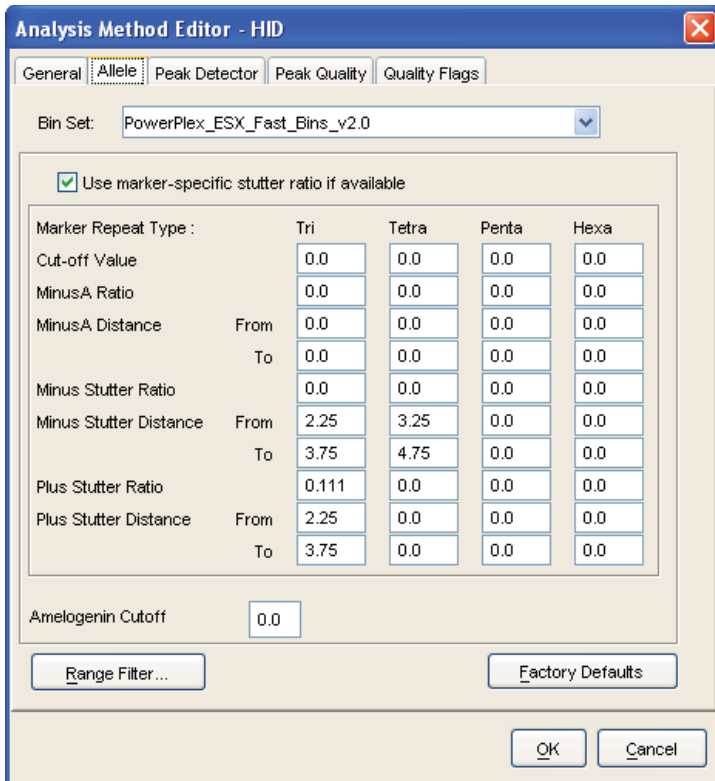 Analysis Method Editor - HID
General Allele Peak Detector Peak Quality Quality Flags
Bin Set: PowerPlex_ESX_Fast_Bins_v2.0
Use marker-specific stutter ratio if available
Marker Repeat Type : Tri Tetra Penta Hexa
Cut-off Value 0.0 0.0 0.0 0.0
MinusA Ratio 0.0 0.0 0.0 0.0
MinusA Distance From 0.0 0.0 0.0 0.0
To 0.0 0.0 0.0 0.0
Minus Stutter Ratio 0.0 0.0 0.0 0.0
Minus Stutter Distance From 2.25 3.25 0.0 0.0
To 3.75 4.75 0.0 0.0
Plus Stutter Ratio 0.111 0.0 0.0 0.0
Plus Stutter Distance From 2.25 0.0 0.0 0.0
To 3.75 0.0 0.0 0.0
Amelogenin Cutoff 0.0
Range Filter... Factory Defaults
OK Cancel